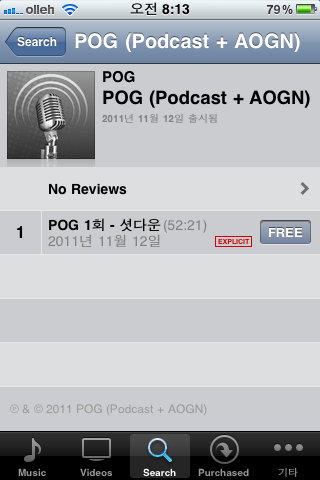 olleh 오전 8:13 79%
Search POG (Podcast + AOGN)
POG
POG (Podcast + AOGN)
2011년 11월 12일 출시됨
No Reviews
1 POG 1회 - 셧다운 (52:21)
2011년 11월 12일 EXPLICIT FREE
℗ & © 2011 POG (Podcast + AOGN)
Music Videos Search Purchased 기타